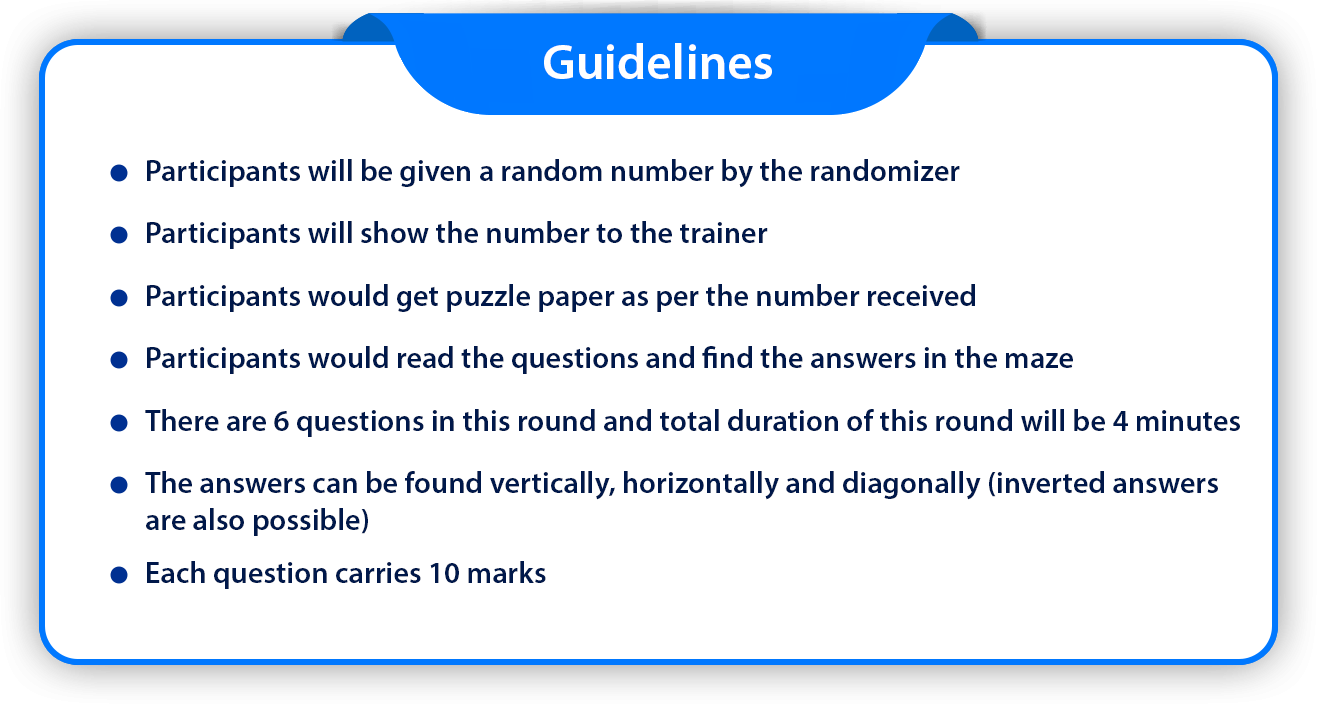 Guidelines
● Participants will be given a random number by the randomizer
● Participants will show the number to the trainer
● Participants would get puzzle paper as per the number received
● Participants would read the questions and find the answers in the maze
● There are 6 questions in this round and total duration of this round will be 4 minutes
● The answers can be found vertically, horizontally and diagonally (inverted answers
are also possible)
● Each question carries 10 marks